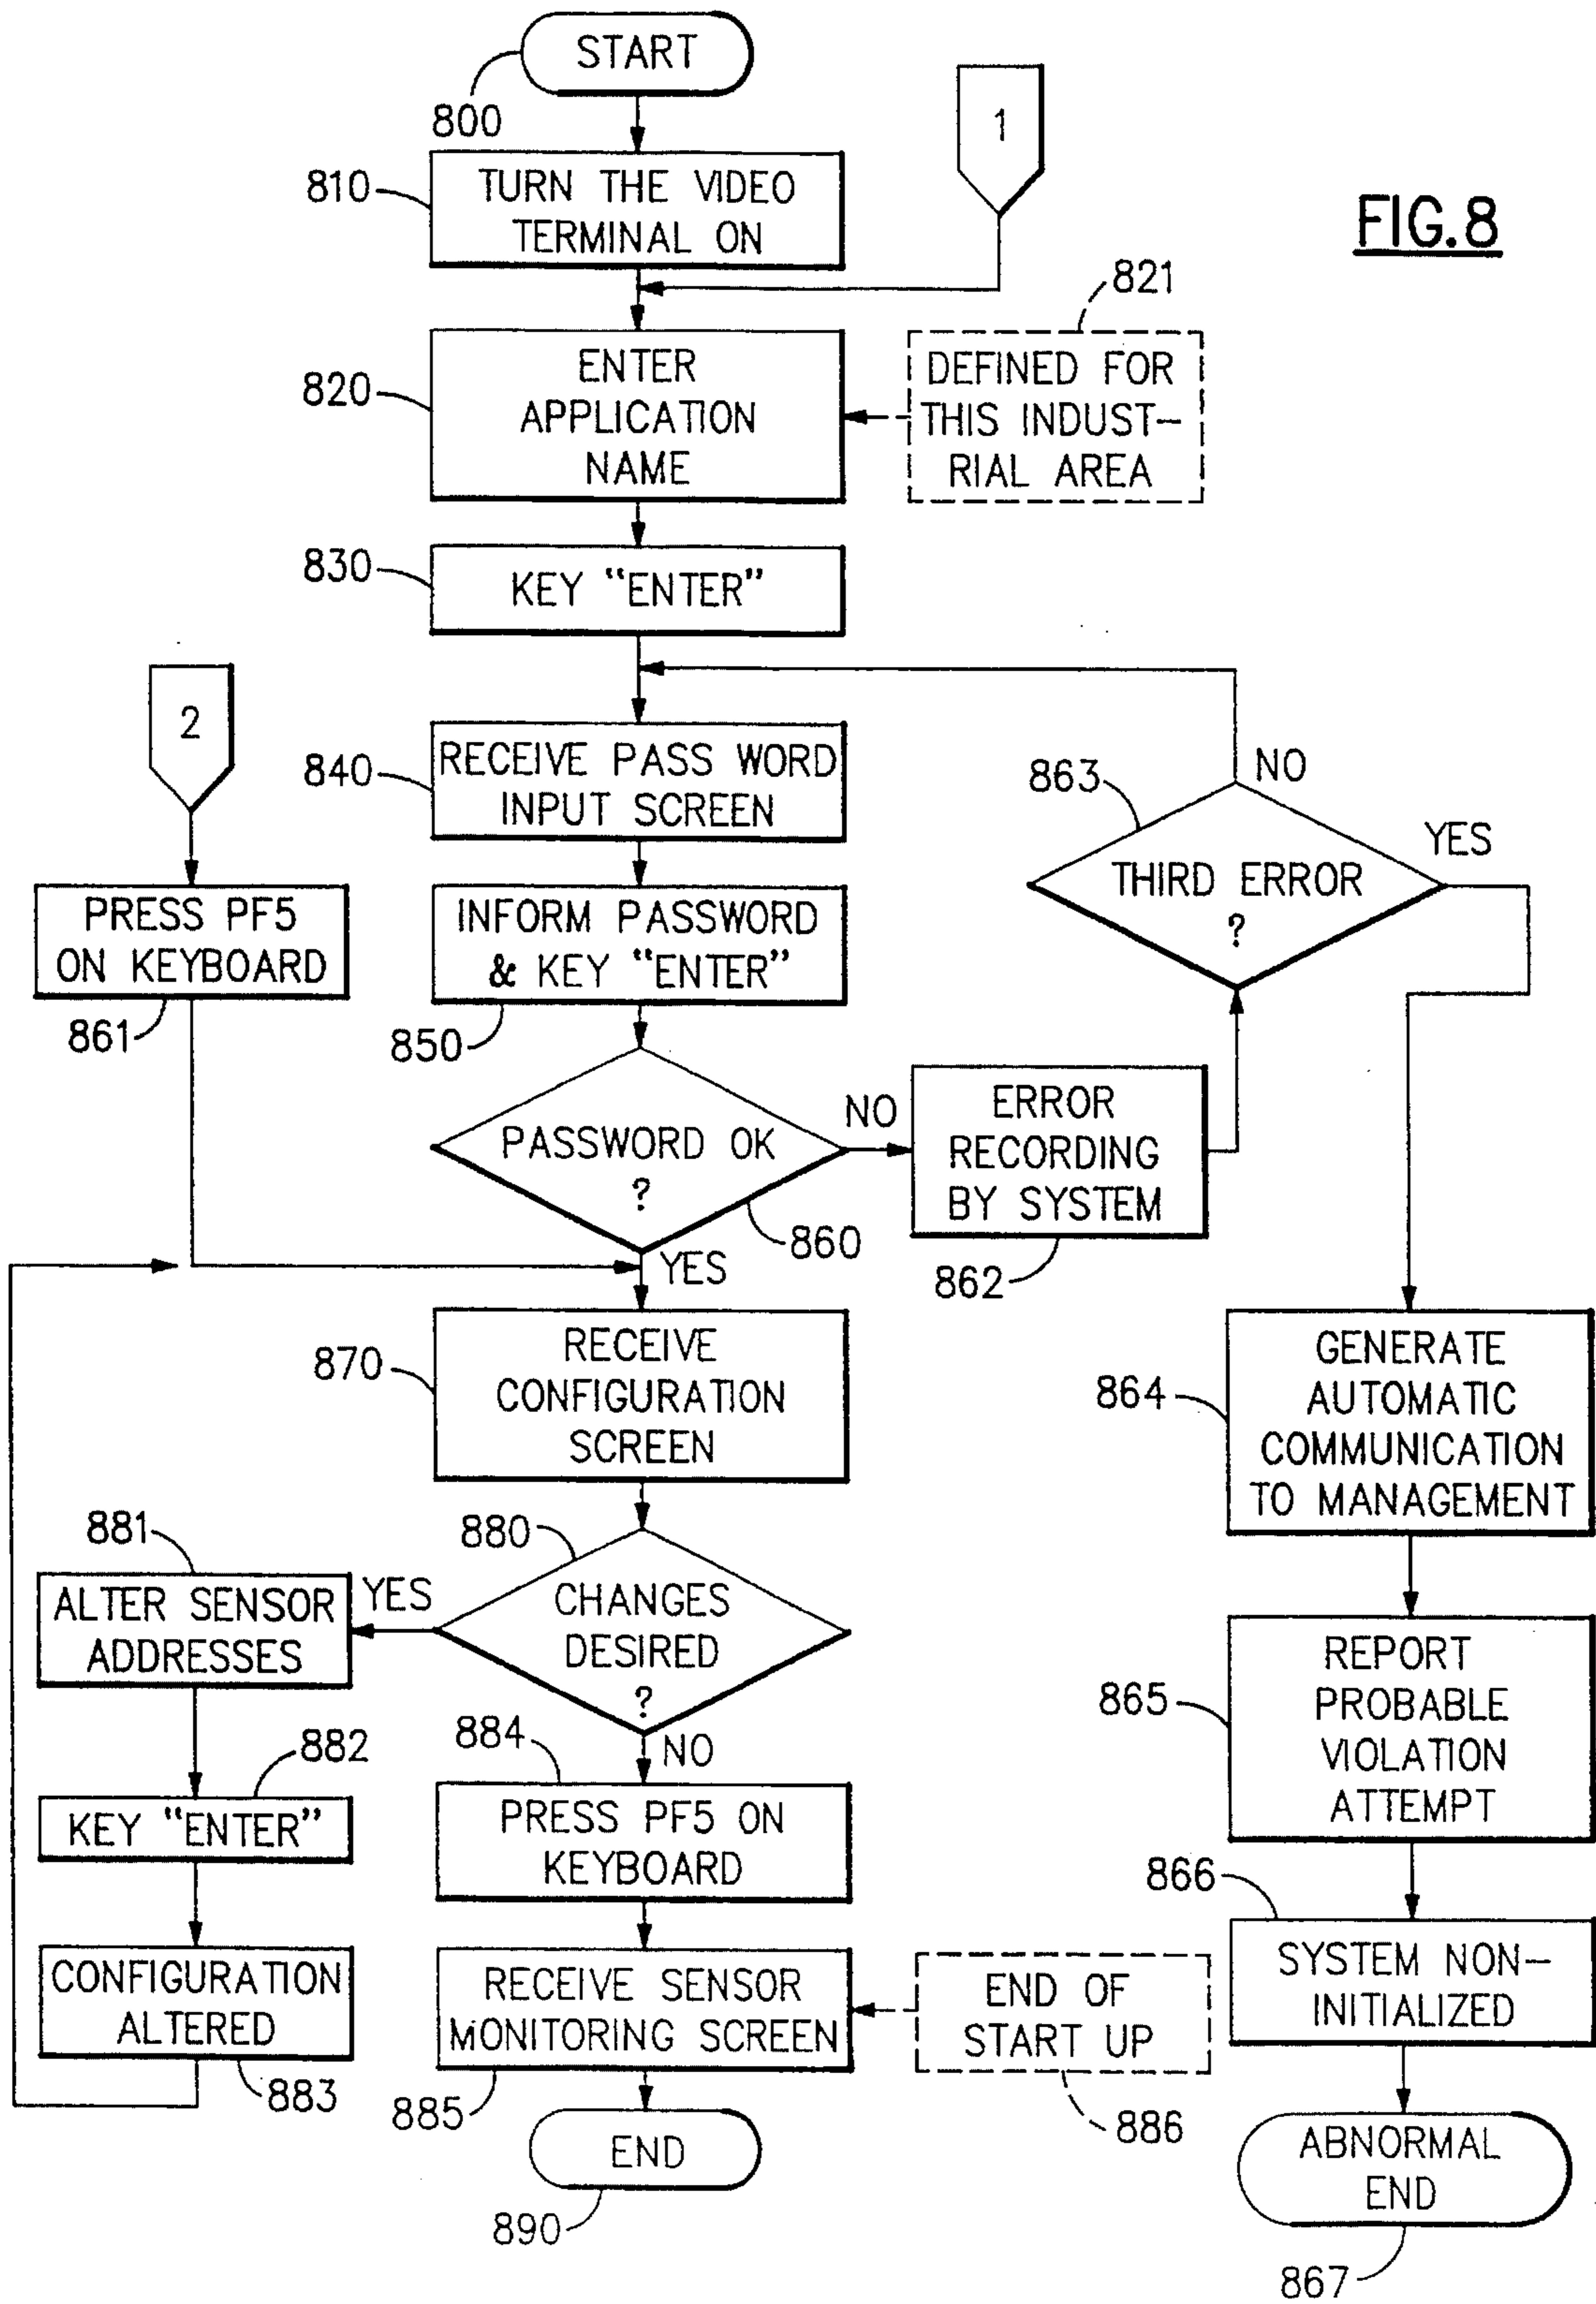 START
800
1
810
TURN THE VIDEO
TERMINAL ON
FIG.8
821
820
ENTER
APPLICATION
NAME
DEFINED FOR
THIS INDUST-
RIAL AREA
830
KEY "ENTER"
2
840
RECEIVE PASS WORD
INPUT SCREEN
863
NO
YES
THIRD ERROR
?
PRESS PF5
ON KEYBOARD
861
INFORM PASSWORD
& KEY "ENTER"
850
PASSWORD OK
?
860
NO
YES
ERROR
RECORDING
BY SYSTEM
862
870
RECEIVE
CONFIGURATION
SCREEN
864
GENERATE
AUTOMATIC
COMMUNICATION
TO MANAGEMENT
881
ALTER SENSOR
ADDRESSES
YES
880
CHANGES
DESIRED
?
NO
865
REPORT
PROBABLE
VIOLATION
ATTEMPT
882
KEY "ENTER"
884
PRESS PF5 ON
KEYBOARD
866
SYSTEM NON-
INITIALIZED
CONFIGURATION
ALTERED
883
RECEIVE SENSOR
MONITORING SCREEN
885
END OF
START UP
886
END
890
ABNORMAL
END
867